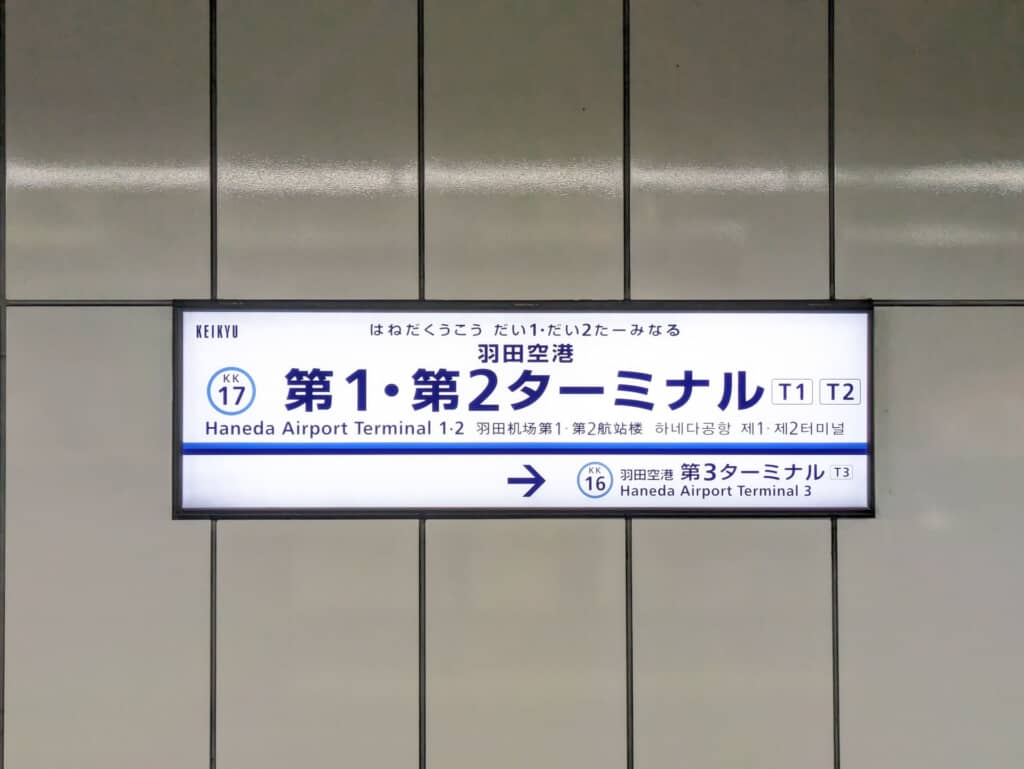 KEIKYU
はねだくうこう だい1・だい2たーみなる
羽田空港
KK
17
第1・第2ターミナル T1 T2
Haneda Airport Terminal 1·2 羽田机场第1·第2航站楼 하네다공항 제1·제2터미널
→ KK
16
羽田空港 第3ターミナル T3
Haneda Airport Terminal 3